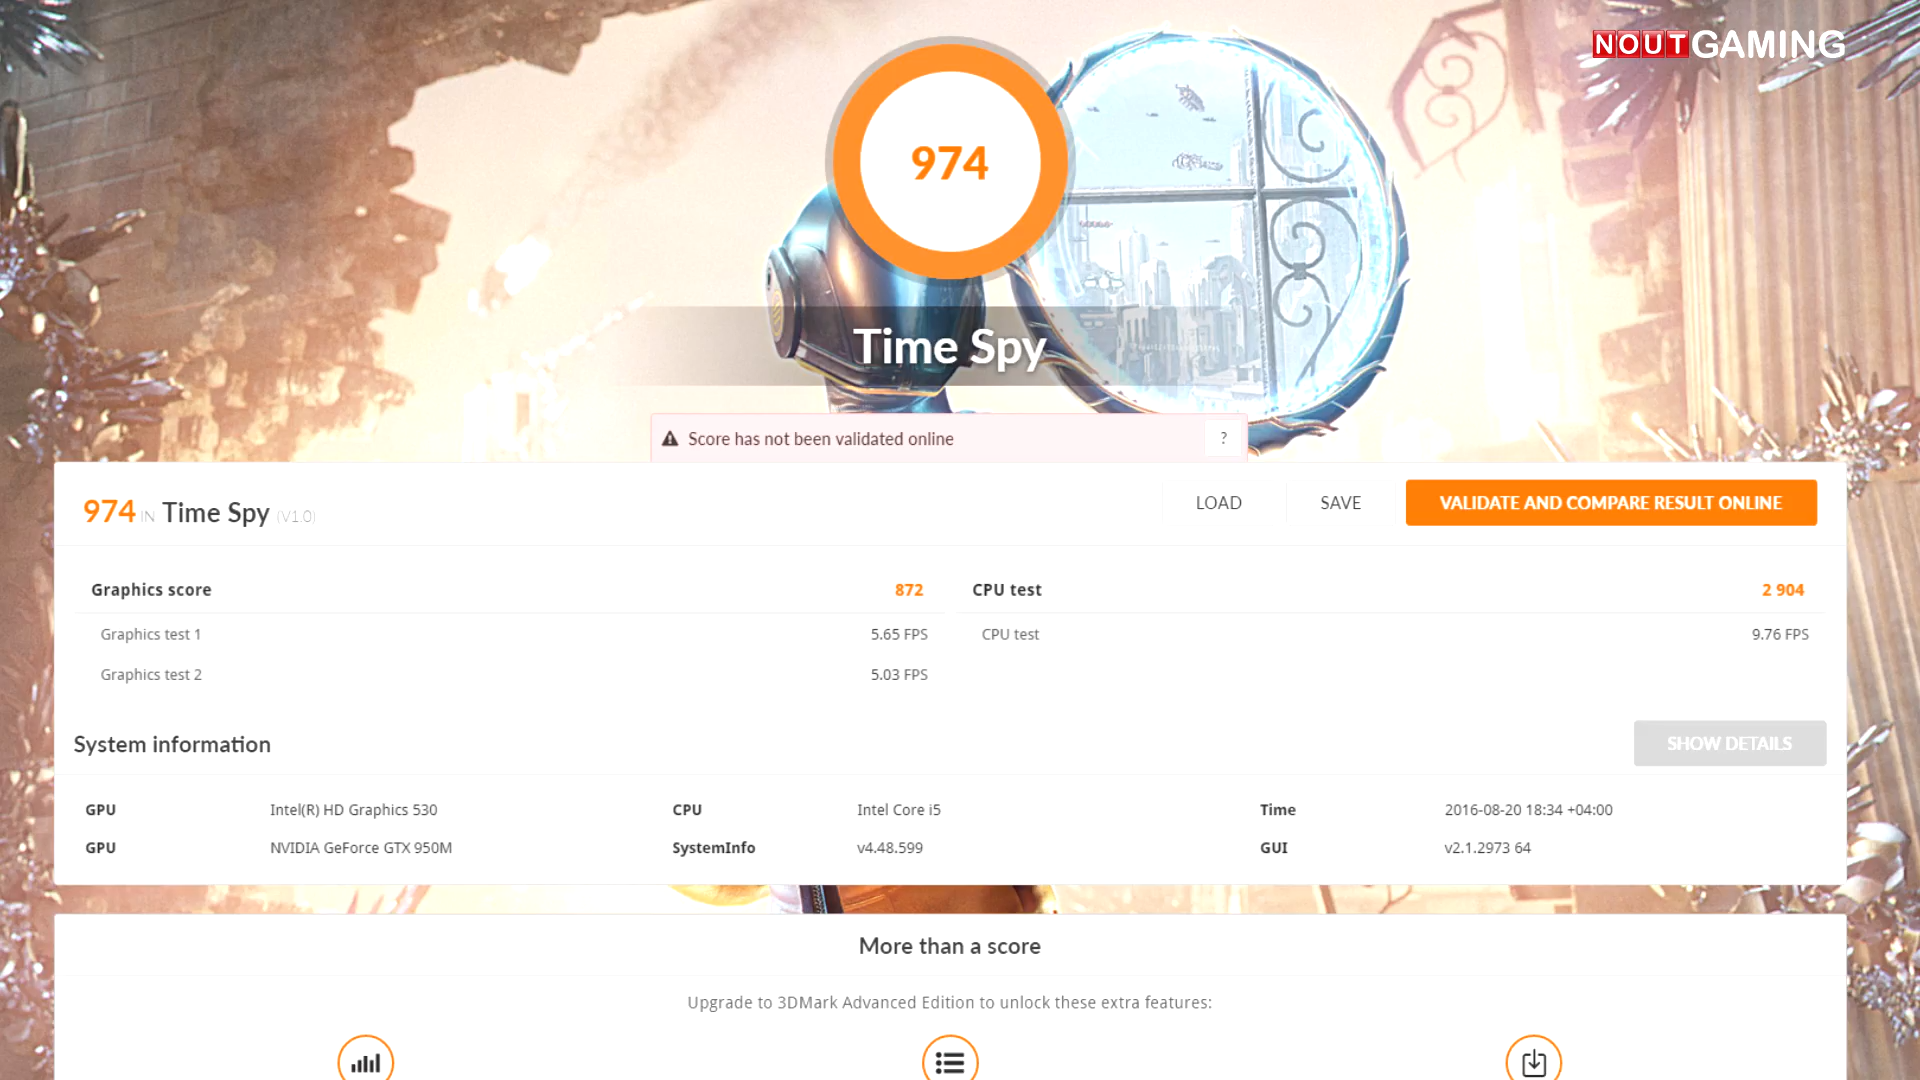 NOUTGAMING
974
Time Spy
Score has not been validated online
?
974 IN Time Spy (V1.0)
LOAD
SAVE
VALIDATE AND COMPARE RESULT ONLINE
Graphics score 872
Graphics test 1 5.65 FPS
Graphics test 2 5.03 FPS
CPU test 2 904
CPU test 9.76 FPS
System information
SHOW DETAILS
GPU Intel(R) HD Graphics 530
GPU NVIDIA GeForce GTX 950M
CPU Intel Core i5
SystemInfo v4.48.599
Time 2016-08-20 18:34 +04:00
GUI v2.1.2973 64
More than a score
Upgrade to 3DMark Advanced Edition to unlock these extra features: